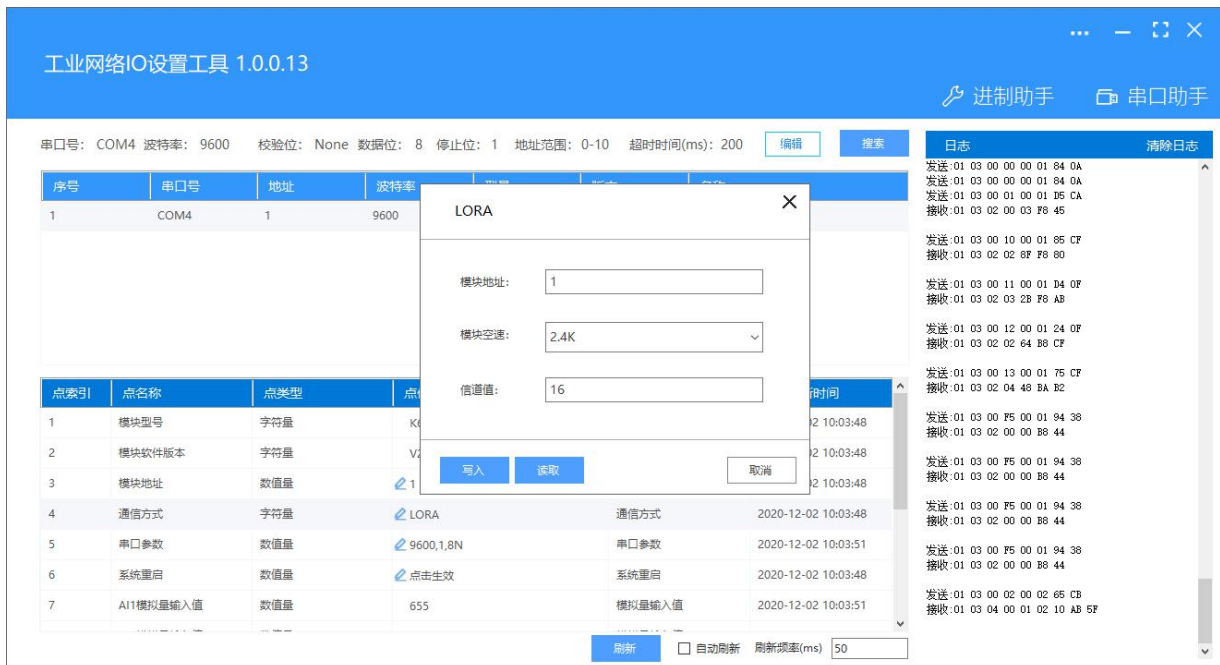 工业网络IO设置工具 1.0.0.13
进制助手 串口助手
串口号： COM4 波特率： 9600 校验位： None 数据位： 8 停止位： 1 地址范围： 0-10 超时时间(ms)： 200 编辑 搜索
序号 串口号 地址 波特率
1 COM4 1 9600
LORA
模块地址： 1
模块空速： 2.4K
信道值： 16
写入 读取 取消
点索引 点名称 点类型 时间
1 模块型号 字符量 2 10:03:48
2 模块软件版本 字符量 2 10:03:48
3 模块地址 数值量 1 2 10:03:48
4 通信方式 字符量 LORA 通信方式 2020-12-02 10:03:48
5 串口参数 数值量 9600,1,8N 串口参数 2020-12-02 10:03:51
6 系统重启 数值量 点击生效 系统重启 2020-12-02 10:03:48
7 AI1模拟量输入值 数值量 655 模拟量输入值 2020-12-02 10:03:51
刷新 自动刷新 刷新频率(ms) 50
日志 清除日志
发送:01 03 00 00 00 01 84 0A
发送:01 03 00 00 00 01 84 0A
发送:01 03 00 01 00 01 D5 CA
接收:01 03 02 00 03 F8 45
发送:01 03 00 10 00 01 85 CF
接收:01 03 02 02 8F F8 80
发送:01 03 00 11 00 01 D4 0F
接收:01 03 02 03 2B F8 AB
发送:01 03 00 12 00 01 24 0F
接收:01 03 02 02 64 B8 CF
发送:01 03 00 13 00 01 75 CF
接收:01 03 02 04 48 BA B2
发送:01 03 00 F5 00 01 94 38
接收:01 03 02 00 00 B8 44
发送:01 03 00 F5 00 01 94 38
接收:01 03 02 00 00 B8 44
发送:01 03 00 F5 00 01 94 38
接收:01 03 02 00 00 B8 44
发送:01 03 00 F5 00 01 94 38
接收:01 03 02 00 00 B8 44
发送:01 03 00 02 00 02 65 CB
接收:01 03 04 00 01 02 10 AB 5F